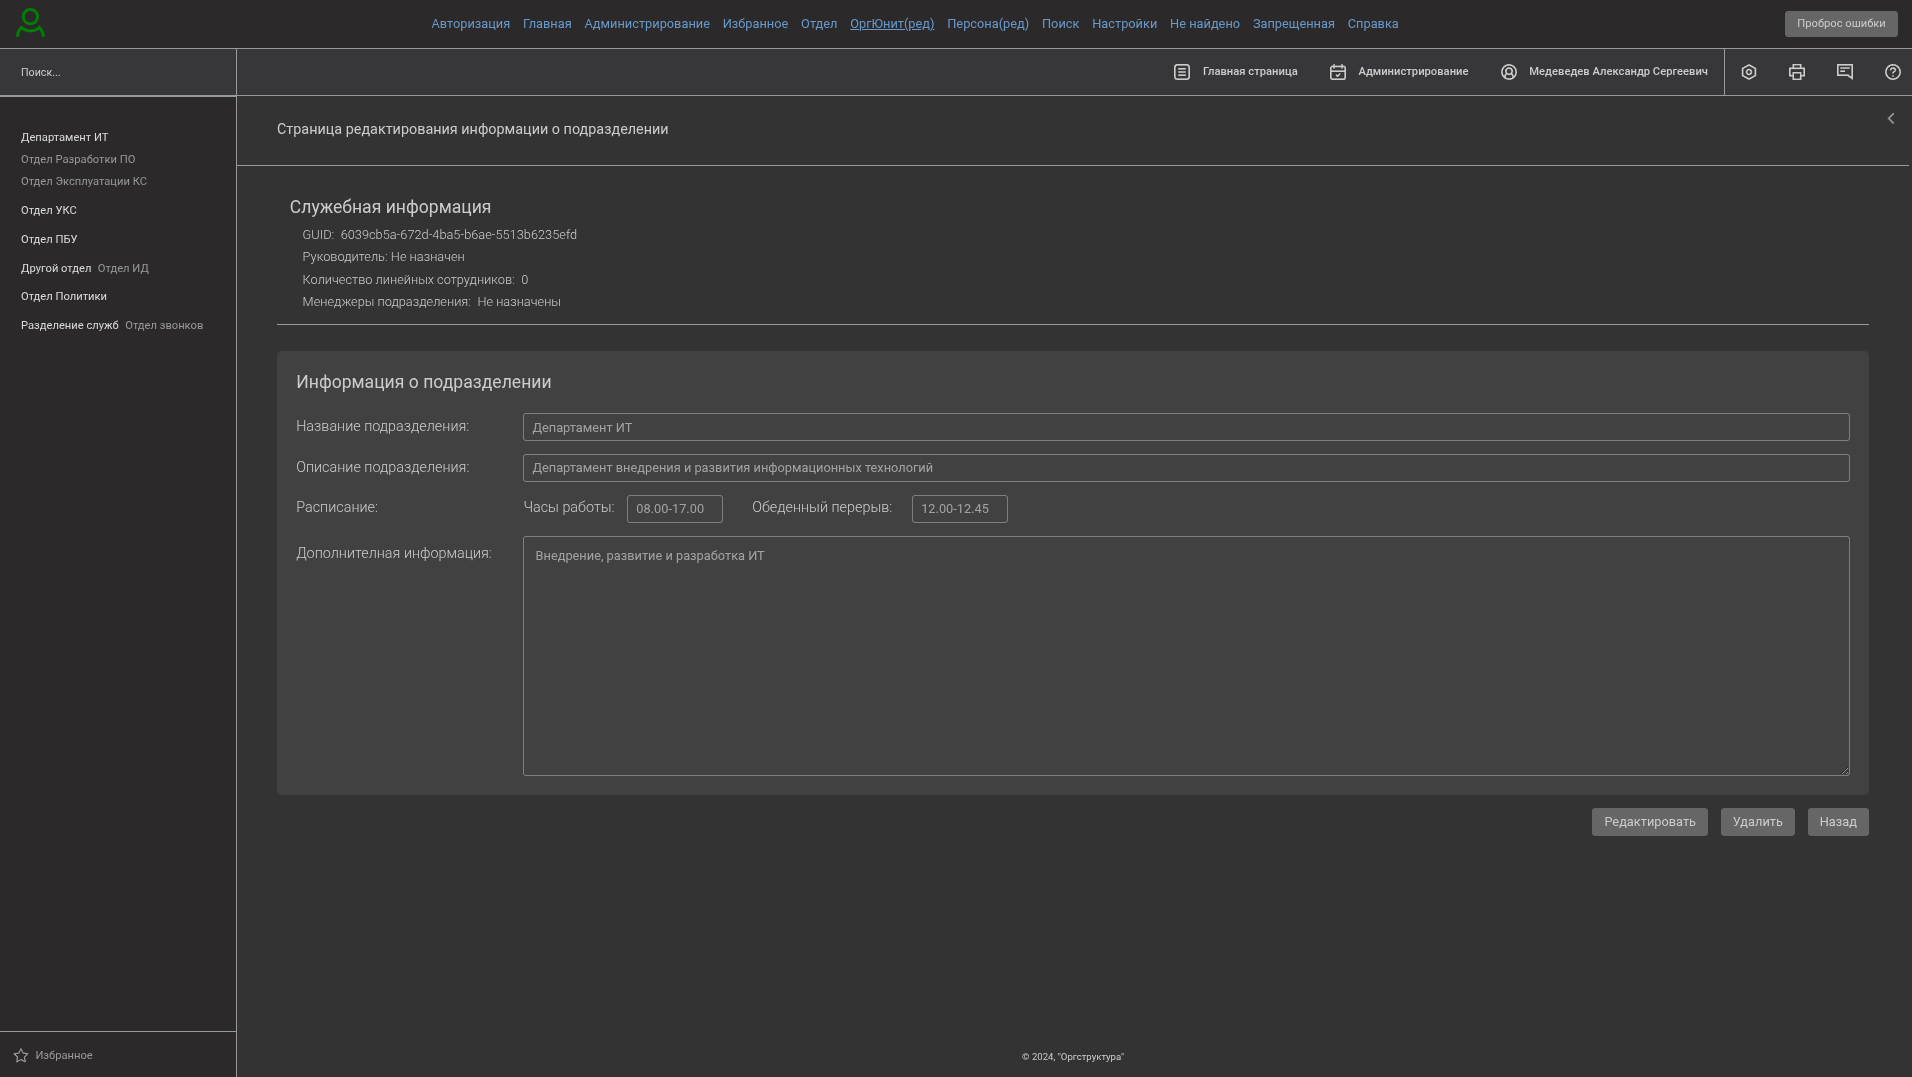 Авторизация Главная Администрирование Избранное Отдел ОргЮнит(ред) Персона(ред) Поиск Настройки Не найдено Запрещенная Справка Проброс ошибки
Поиск...
Главная страница Администрирование Медеведев Александр Сергеевич
Департамент ИТ
Отдел Разработки ПО
Отдел Эксплуатации КС
Отдел УКС
Отдел ПБУ
Другой отдел Отдел ИД
Отдел Политики
Разделение служб Отдел звонков
Избранное
Страница редактирования информации о подразделении
Служебная информация
GUID: 6039cb5a-672d-4ba5-b6ae-5513b6235efd
Руководитель: Не назначен
Количество линейных сотрудников: 0
Менеджеры подразделения: Не назначены
Информация о подразделении
Название подразделения: Департамент ИТ
Описание подразделения: Департамент внедрения и развития информационных технологий
Расписание: Часы работы: 08.00-17.00 Обеденный перерыв: 12.00-12.45
Дополнителная информация: Внедрение, развитие и разработка ИТ
Редактировать Удалить Назад
© 2024, "Оргструктура"